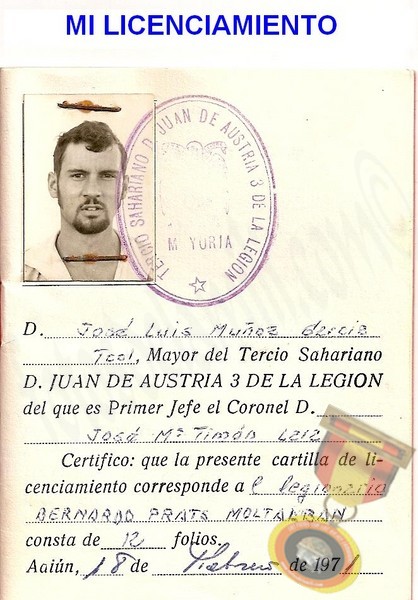 MI LICENCIAMIENTO
TERCIO SAHARIANO D. JUAN DE AUSTRIA 3 DE LA LEGION
MAYORIA
D. José Luis Muñoz García
Tcol, Mayor del Tercio Sahariano
D. JUAN DE AUSTRIA 3 DE LA LEGION
del que es Primer Jefe el Coronel D.
José Mª Timón
Certifico: que la presente cartilla de li-
cenciamiento corresponde a l legionario
BERNARDO PRATS MOLTALBAN
consta de 12 folios.
Aaiún, 18 de Febrero de 1971